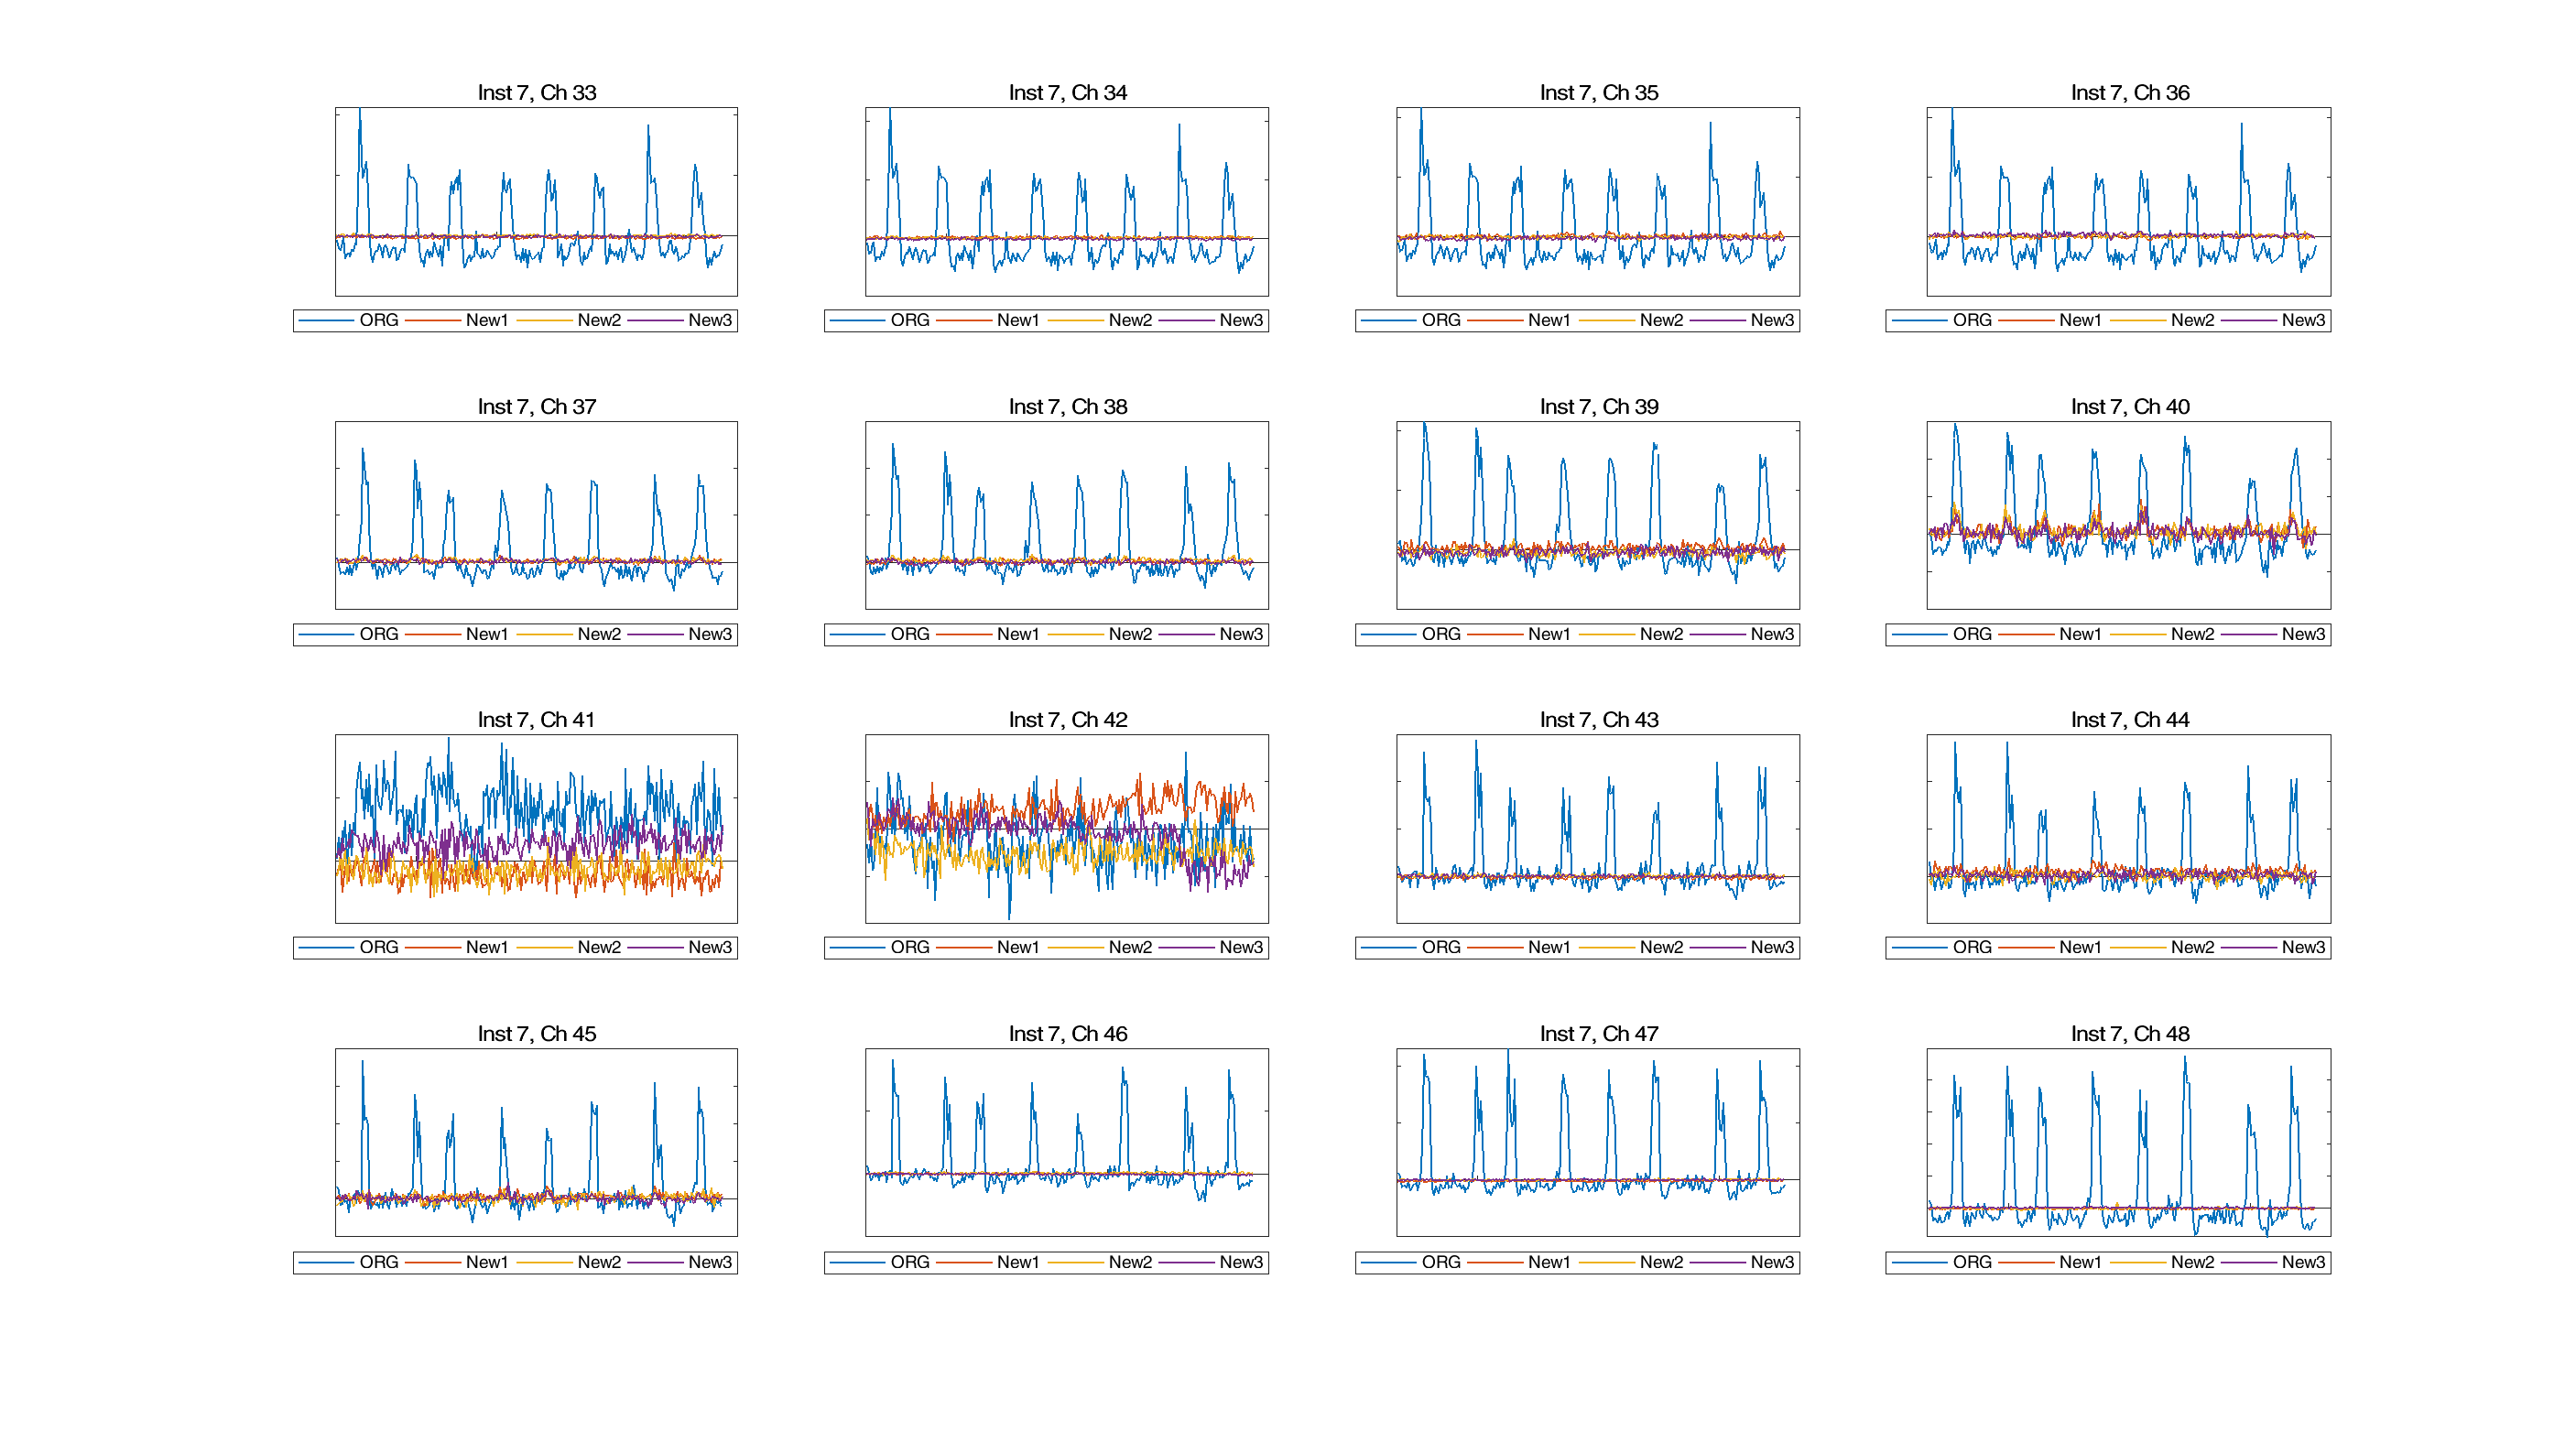 Inst 7, Ch 33
Inst 7, Ch 34
Inst 7, Ch 35
Inst 7, Ch 36
ORG New1 New2 New3
ORG New1 New2 New3
ORG New1 New2 New3
ORG New1 New2 New3
Inst 7, Ch 37
Inst 7, Ch 38
Inst 7, Ch 39
Inst 7, Ch 40
ORG New1 New2 New3
ORG New1 New2 New3
ORG New1 New2 New3
ORG New1 New2 New3
Inst 7, Ch 41
Inst 7, Ch 42
Inst 7, Ch 43
Inst 7, Ch 44
ORG New1 New2 New3
ORG New1 New2 New3
ORG New1 New2 New3
ORG New1 New2 New3
Inst 7, Ch 45
Inst 7, Ch 46
Inst 7, Ch 47
Inst 7, Ch 48
ORG New1 New2 New3
ORG New1 New2 New3
ORG New1 New2 New3
ORG New1 New2 New3